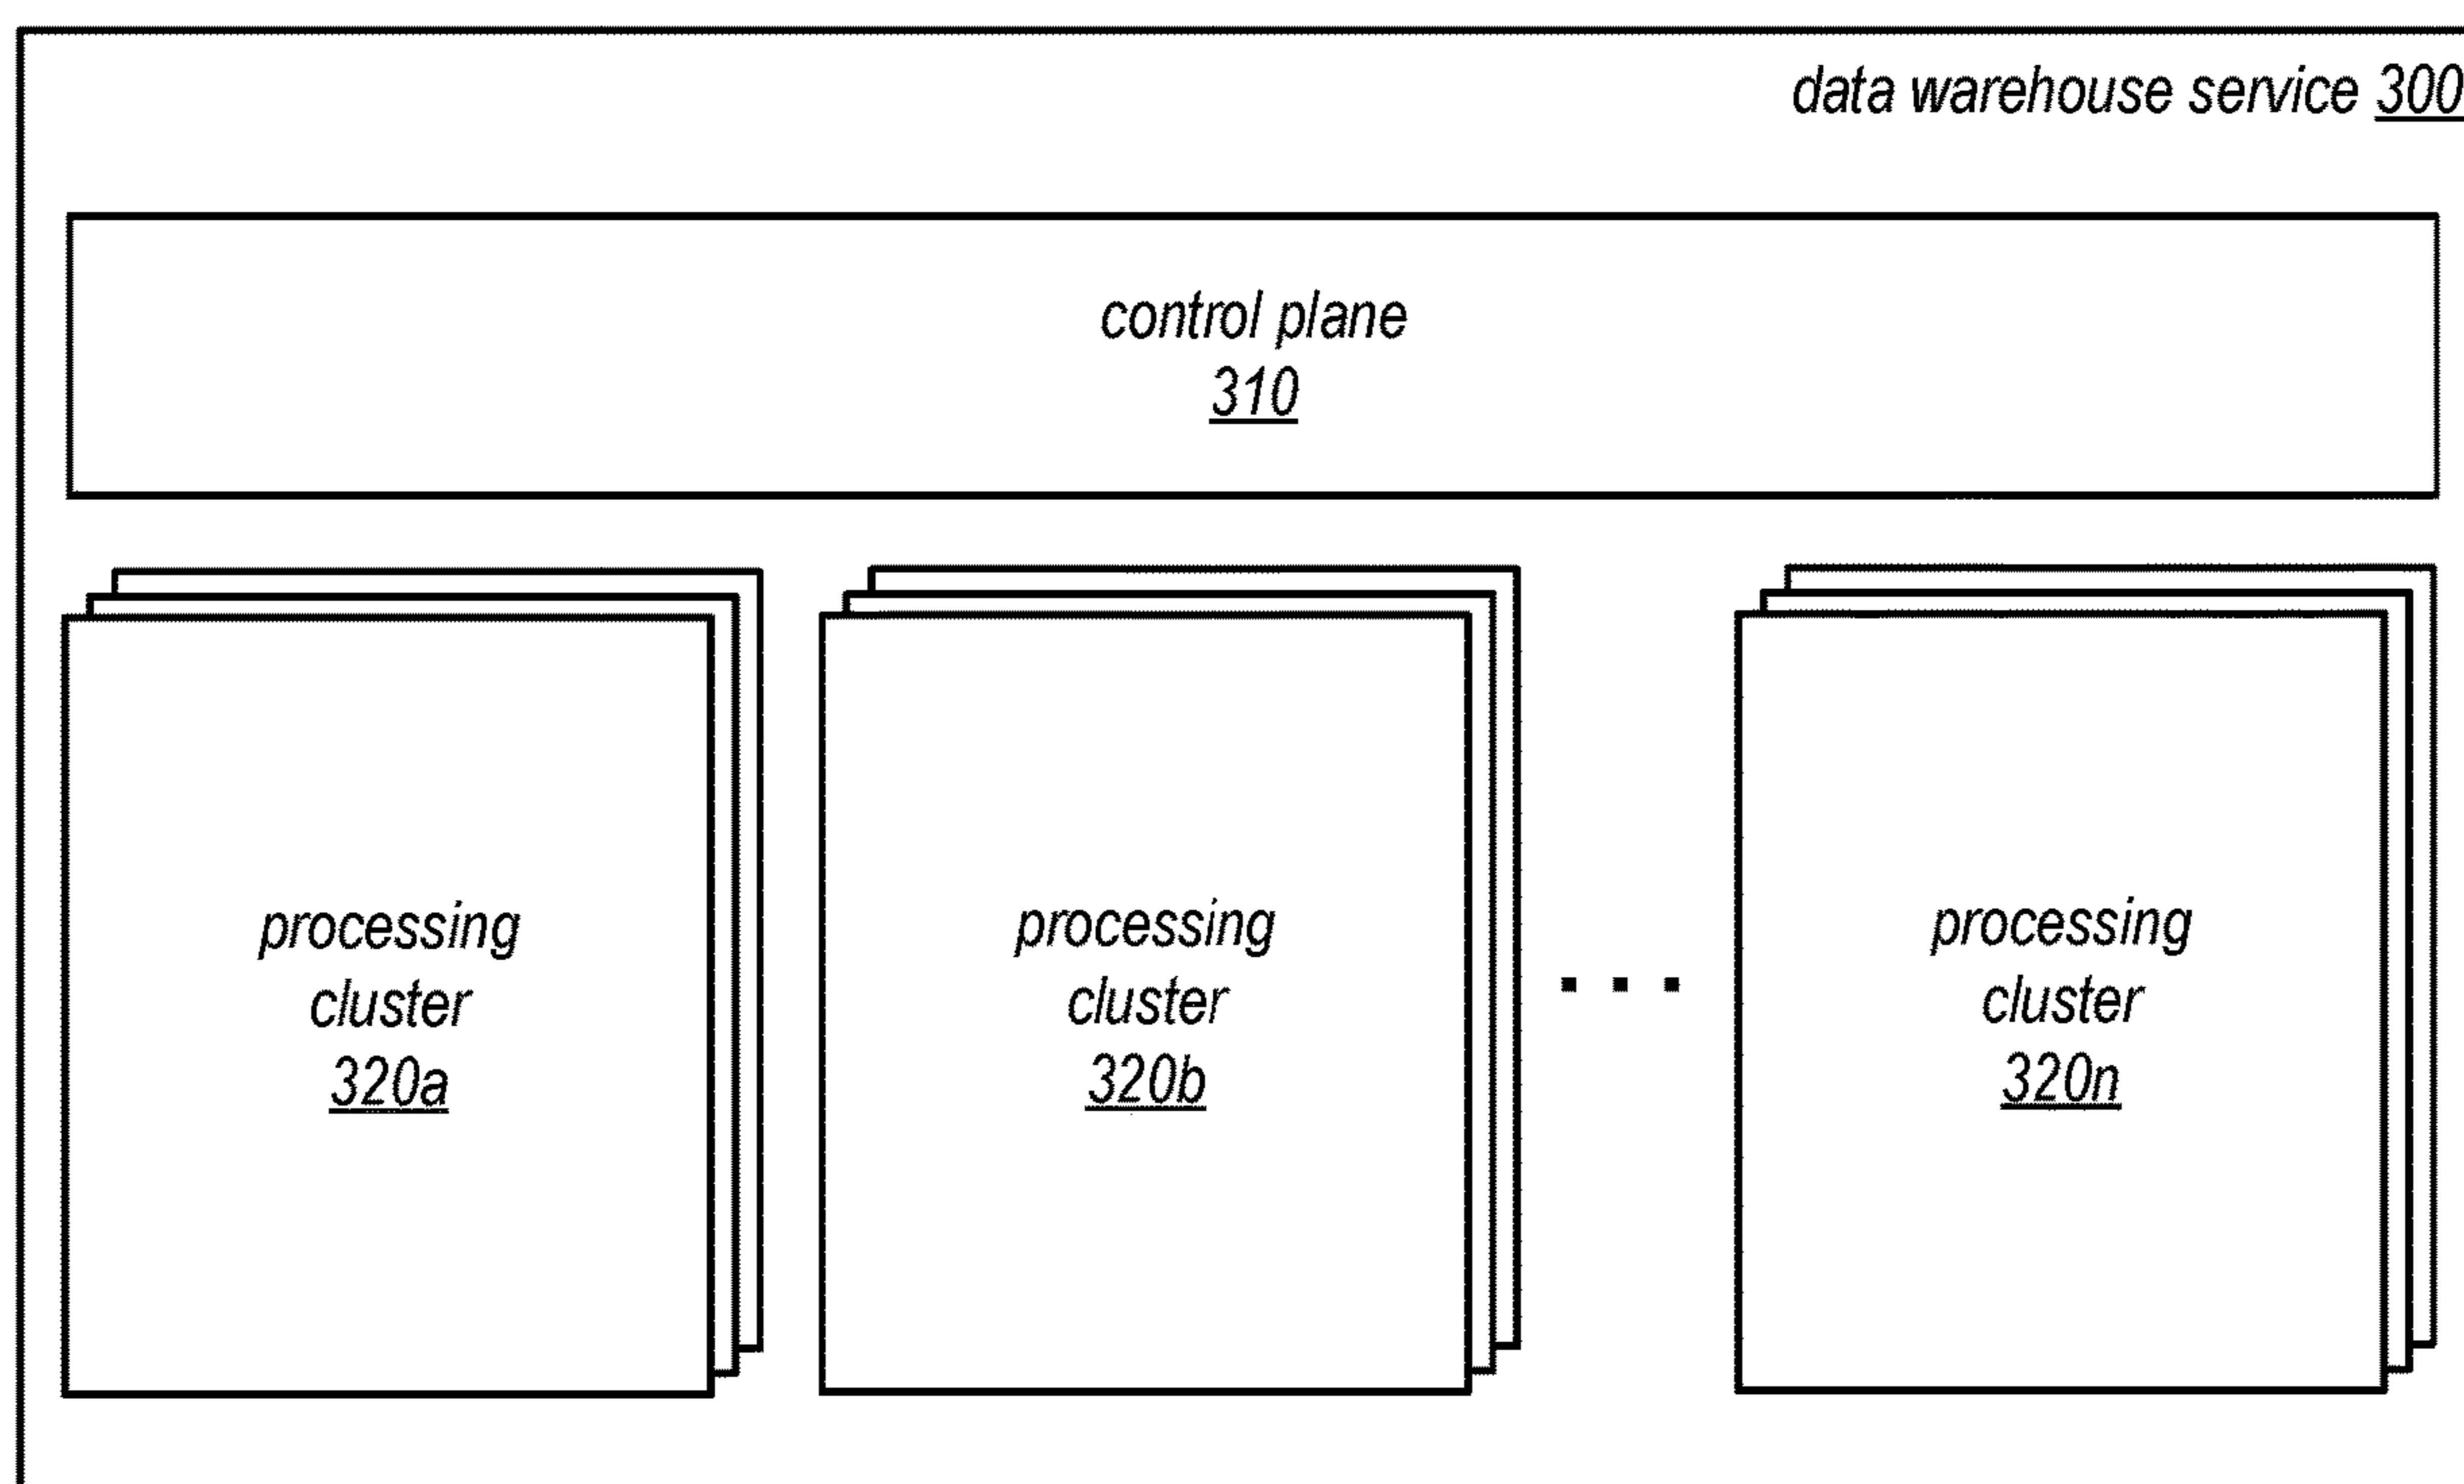 data warehouse service 300
control plane
310
processing
cluster
320a
processing
cluster
320b
. . .
processing
cluster
320n